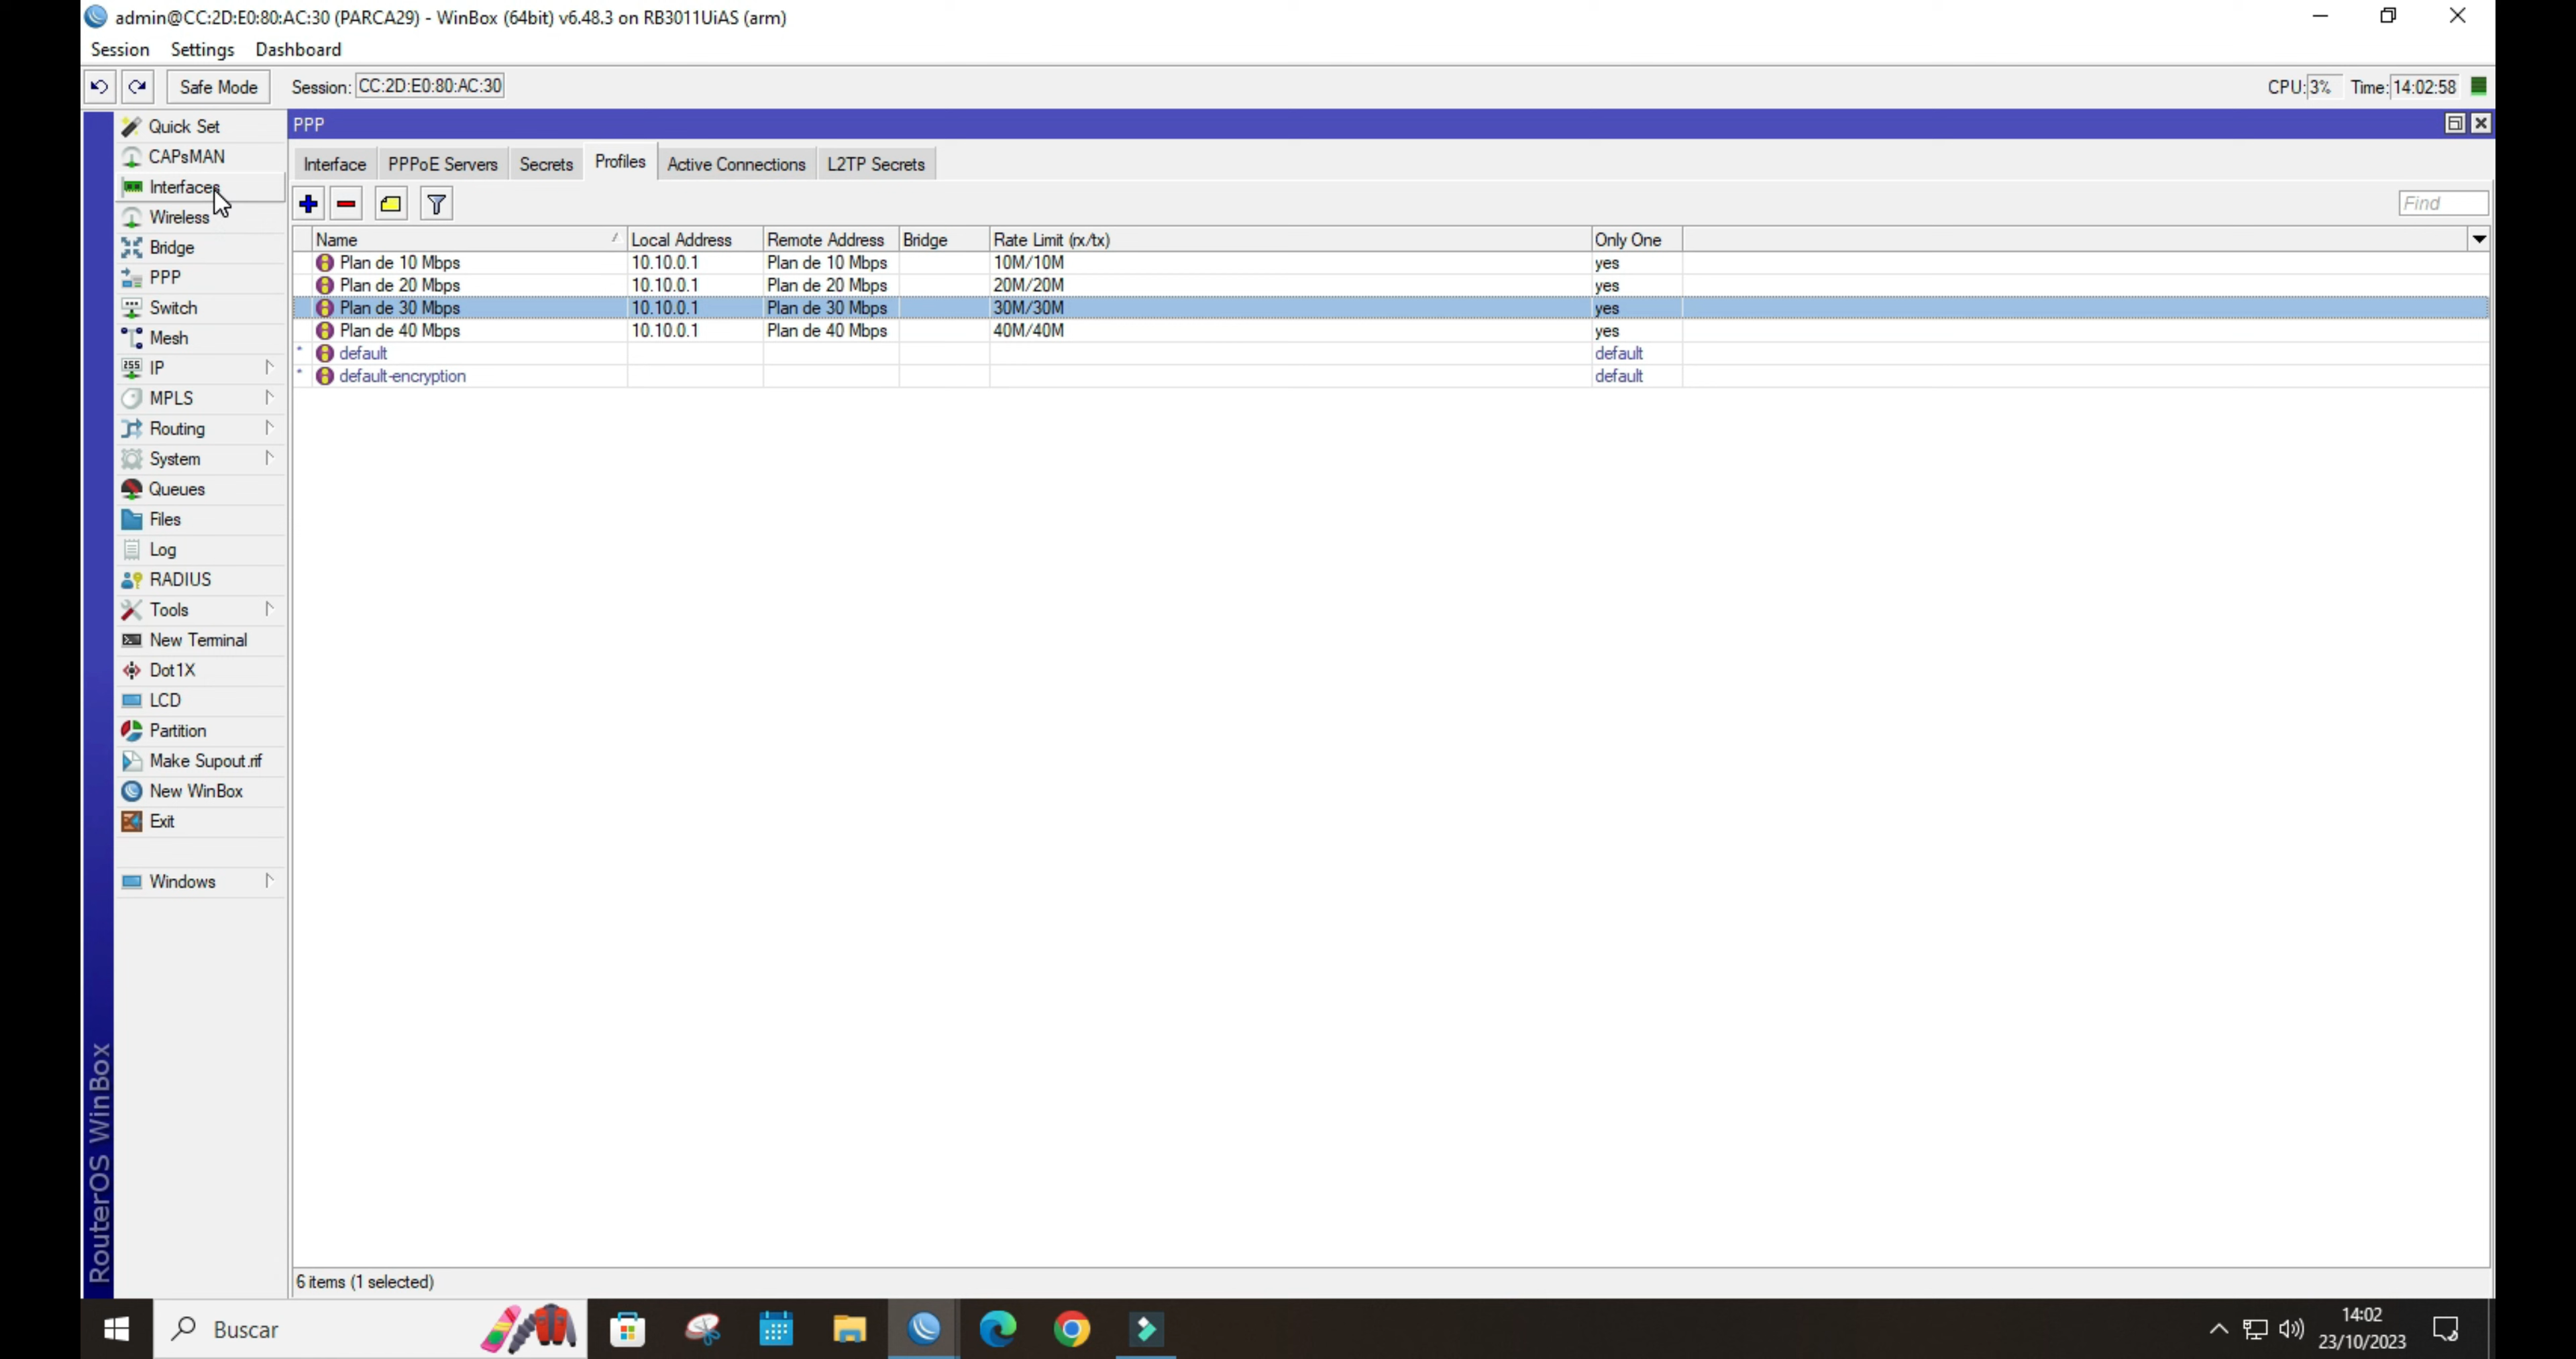 admin@CC:2D:E0:80:AC:30 (PARCA29) - WinBox (64bit) v6.48.3 on RB3011UiAS (arm)
Session Settings Dashboard
Safe Mode Session: CC:2D:E0:80:AC:30 CPU: 3% Time: 14:02:58
Quick Set
CAPsMAN
Interfaces
Wireless
Bridge
PPP
Switch
Mesh
255 IP
MPLS
Routing
System
Queues
Files
Log
RADIUS
Tools
New Terminal
Dot1X
LCD
Partition
Make Supout.rif
New WinBox
Exit
Windows
RouterOS WinBox
PPP
Interface PPPoE Servers Secrets Profiles Active Connections L2TP Secrets
Find
Name Local Address Remote Address Bridge Rate Limit (rx/tx) Only One
Plan de 10 Mbps 10.10.0.1 Plan de 10 Mbps 10M/10M yes
Plan de 20 Mbps 10.10.0.1 Plan de 20 Mbps 20M/20M yes
Plan de 30 Mbps 10.10.0.1 Plan de 30 Mbps 30M/30M yes
Plan de 40 Mbps 10.10.0.1 Plan de 40 Mbps 40M/40M yes
* default default
* default-encryption default
6 items (1 selected)
Buscar
14:02
23/10/2023